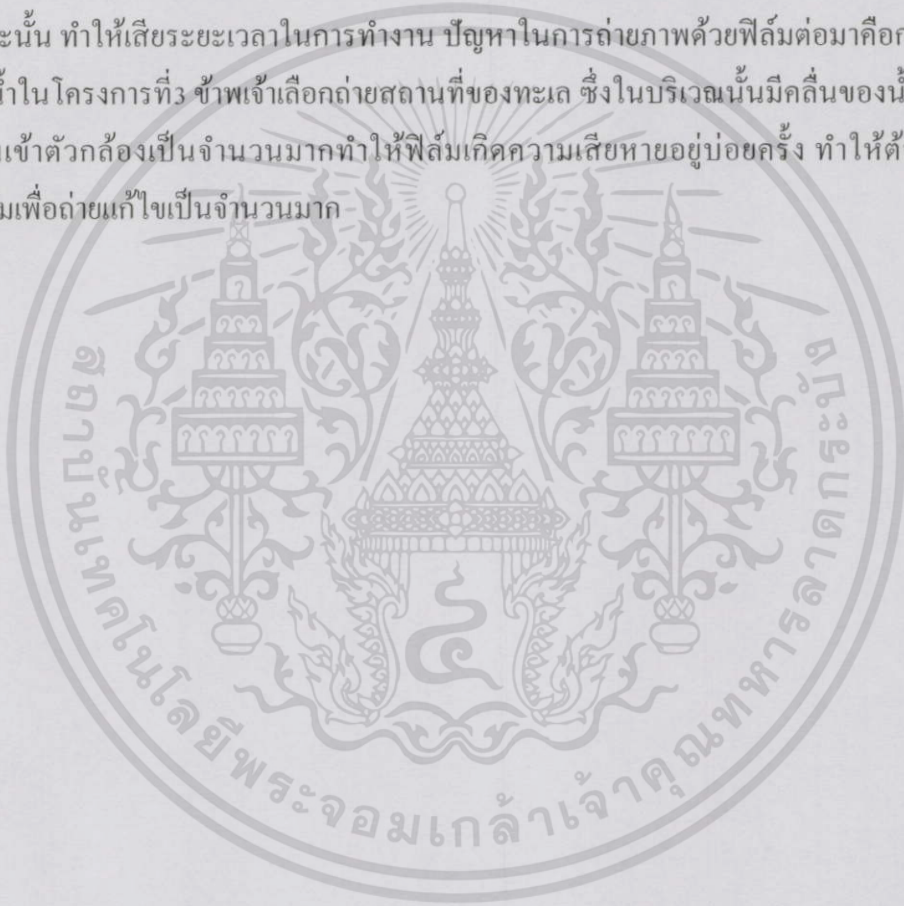 ะนั้น ทำให้เสียระยะเวลาในการทำงาน ปัญหาในการถ่ายภาพด้วยฟิล์มต่อมาคือก
น้ำในโครงการที่3 ข้าพเจ้าเลือกถ่ายสถานที่ของทะเล ซึ่งในบริเวณนั้นมีคลื่นของน้
เข้าตัวกล้องเป็นจำนวนมากทำให้ฟิล์มเกิดความเสียหายอยู่บ่อยครั้ง ทำให้ต้
มเพื่อถ่ายแก้ไขเป็นจำนวนมาก
สถาบันเทคโนโลยีพระจอมเกล้าเจ้าคุณทหารลาดกระบัง
๔